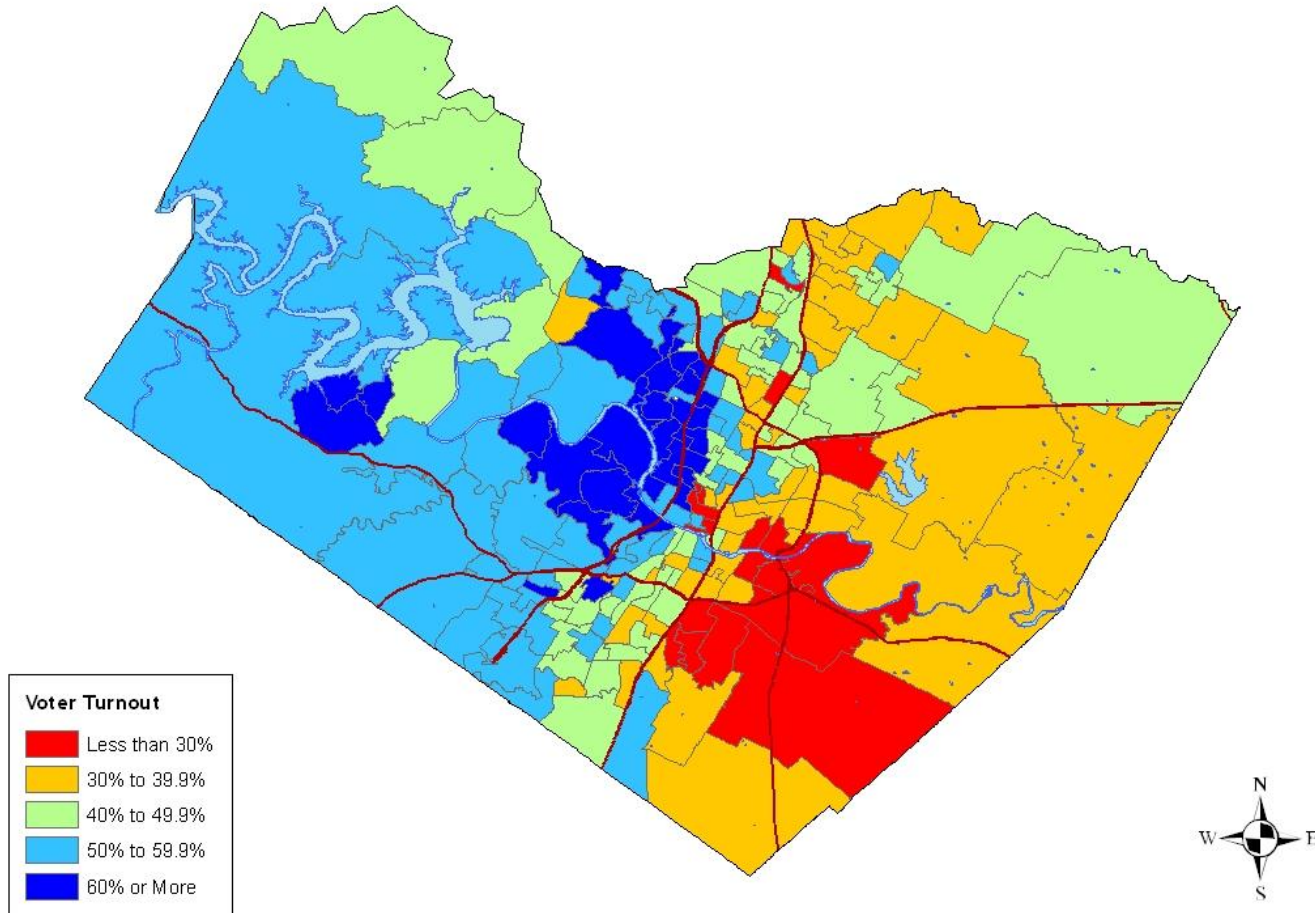 Voter Turnout
Less than 30%
30% to 39.9%
40% to 49.9%
50% to 59.9%
60% or More
N
W E
S